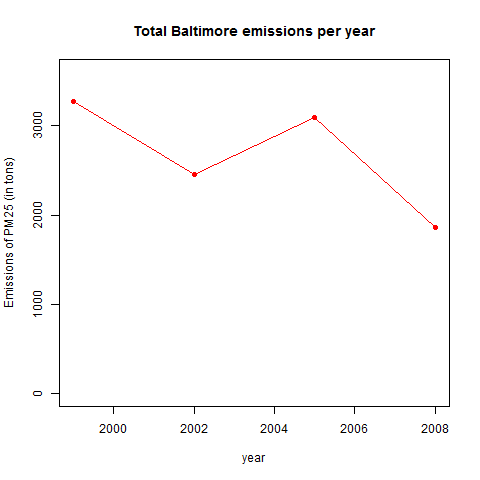 Total Baltimore emissions per year
Emissions of PM25 (in tons)
3000
2000
1000
0
2000 2002 2004 2006 2008
year